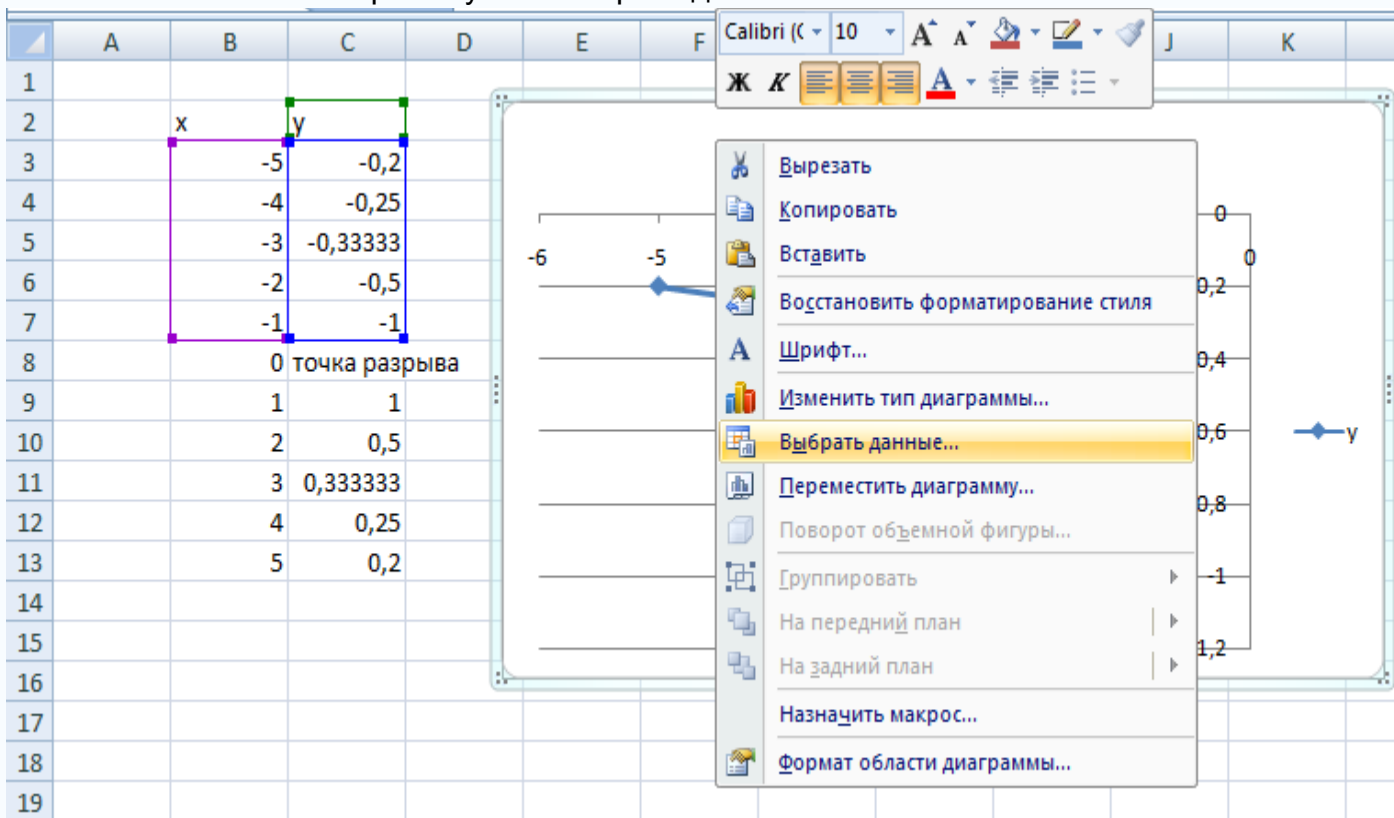 Calibri (( 10 A A
Ж К A
A B C D E F J K
1
2 x y
3 -5 -0,2
4 -4 -0,25
5 -3 -0,33333
6 -2 -0,5
7 -1 -1
8 0 точка разрыва
9 1 1
10 2 0,5
11 3 0,333333
12 4 0,25
13 5 0,2
14
15
16
17
18
19
-6 -5 0
0
0,2
0,4
0,6
0,8
-1
1,2
y
Вырезать
Копировать
Вставить
Восстановить форматирование стиля
A Шрифт...
Изменить тип диаграммы...
Выбрать данные...
Переместить диаграмму...
Поворот объемной фигуры...
Группировать
На передний план
На задний план
Назначить макрос...
Формат области диаграммы...